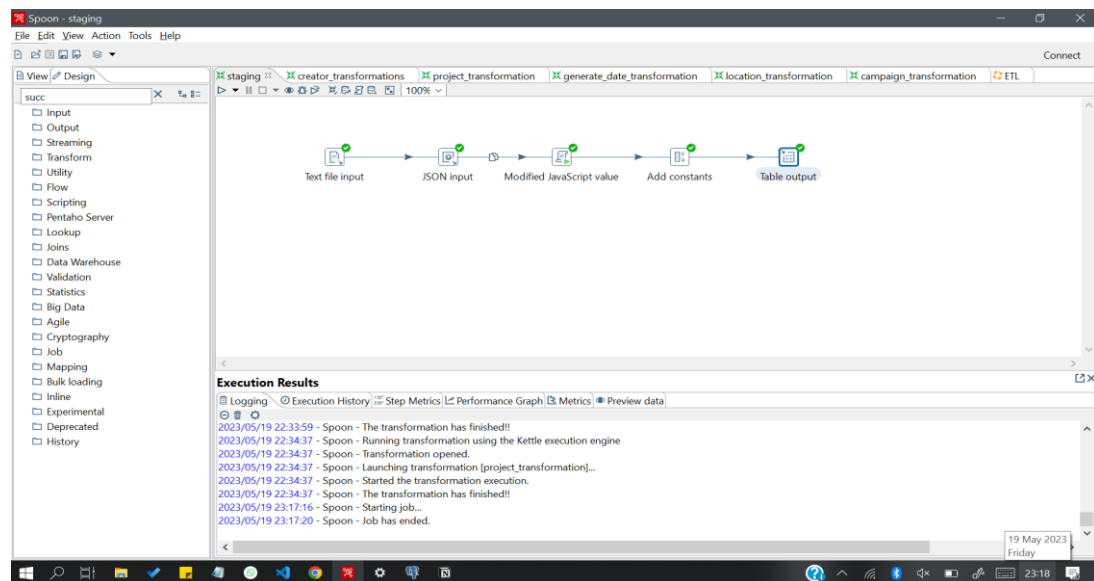 Spoon - staging
File Edit View Action Tools Help
Connect
View Design
staging creator_transformations project_transformation generate_date_transformation location_transformation campaign_transformation ETL
succ
100%
Input
Output
Streaming
Transform
Utility
Flow
Scripting
Pentaho Server
Lookup
Joins
Data Warehouse
Validation
Statistics
Big Data
Agile
Cryptography
Job
Mapping
Bulk loading
Inline
Experimental
Deprecated
History
Text file input JSON input Modified JavaScript value Add constants Table output
Execution Results
Logging Execution History Step Metrics Performance Graph Metrics Preview data
2023/05/19 22:33:59 - Spoon - The transformation has finished!!
2023/05/19 22:34:37 - Spoon - Running transformation using the Kettle execution engine
2023/05/19 22:34:37 - Spoon - Transformation opened.
2023/05/19 22:34:37 - Spoon - Launching transformation [project_transformation]...
2023/05/19 22:34:37 - Spoon - Started the transformation execution.
2023/05/19 22:34:37 - Spoon - The transformation has finished!!
2023/05/19 23:17:16 - Spoon - Starting job...
2023/05/19 23:17:20 - Spoon - Job has ended.
19 May 2023
Friday
23:18